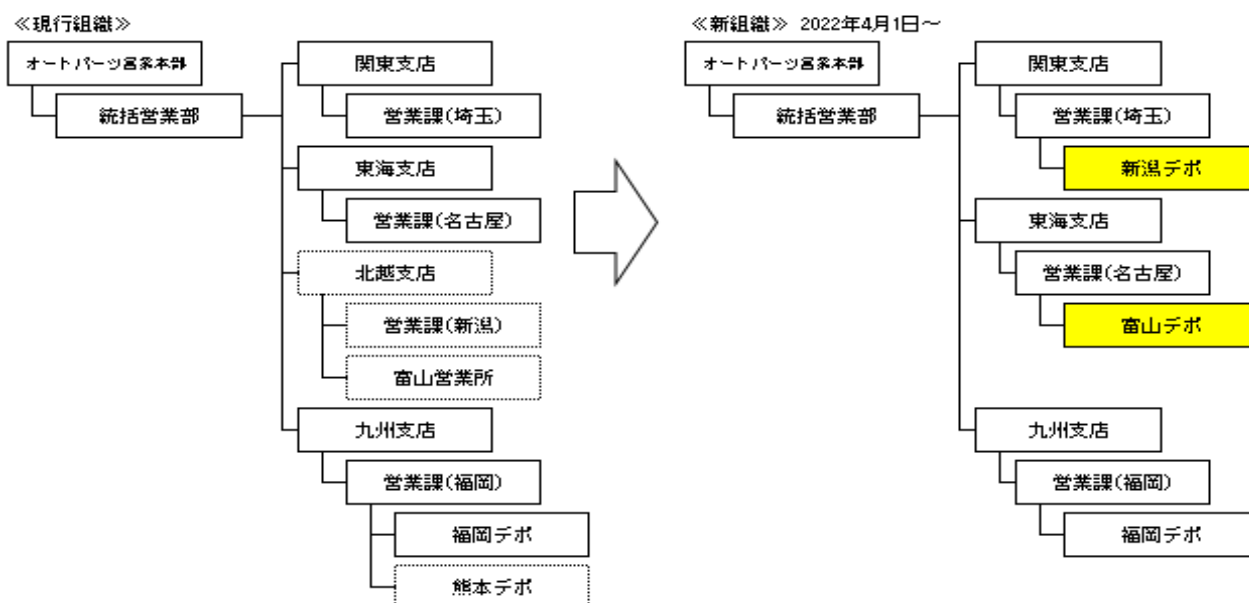 ≪現行組織≫
オートパーツ営業本部
統括営業部
関東支店
営業課(埼玉)
東海支店
営業課(名古屋)
北越支店
営業課(新潟)
富山営業所
九州支店
営業課(福岡)
福岡デポ
熊本デポ
≪新組織≫ 2022年4月1日～
オートパーツ営業本部
統括営業部
関東支店
営業課(埼玉)
新潟デポ
東海支店
営業課(名古屋)
富山デポ
九州支店
営業課(福岡)
福岡デポ